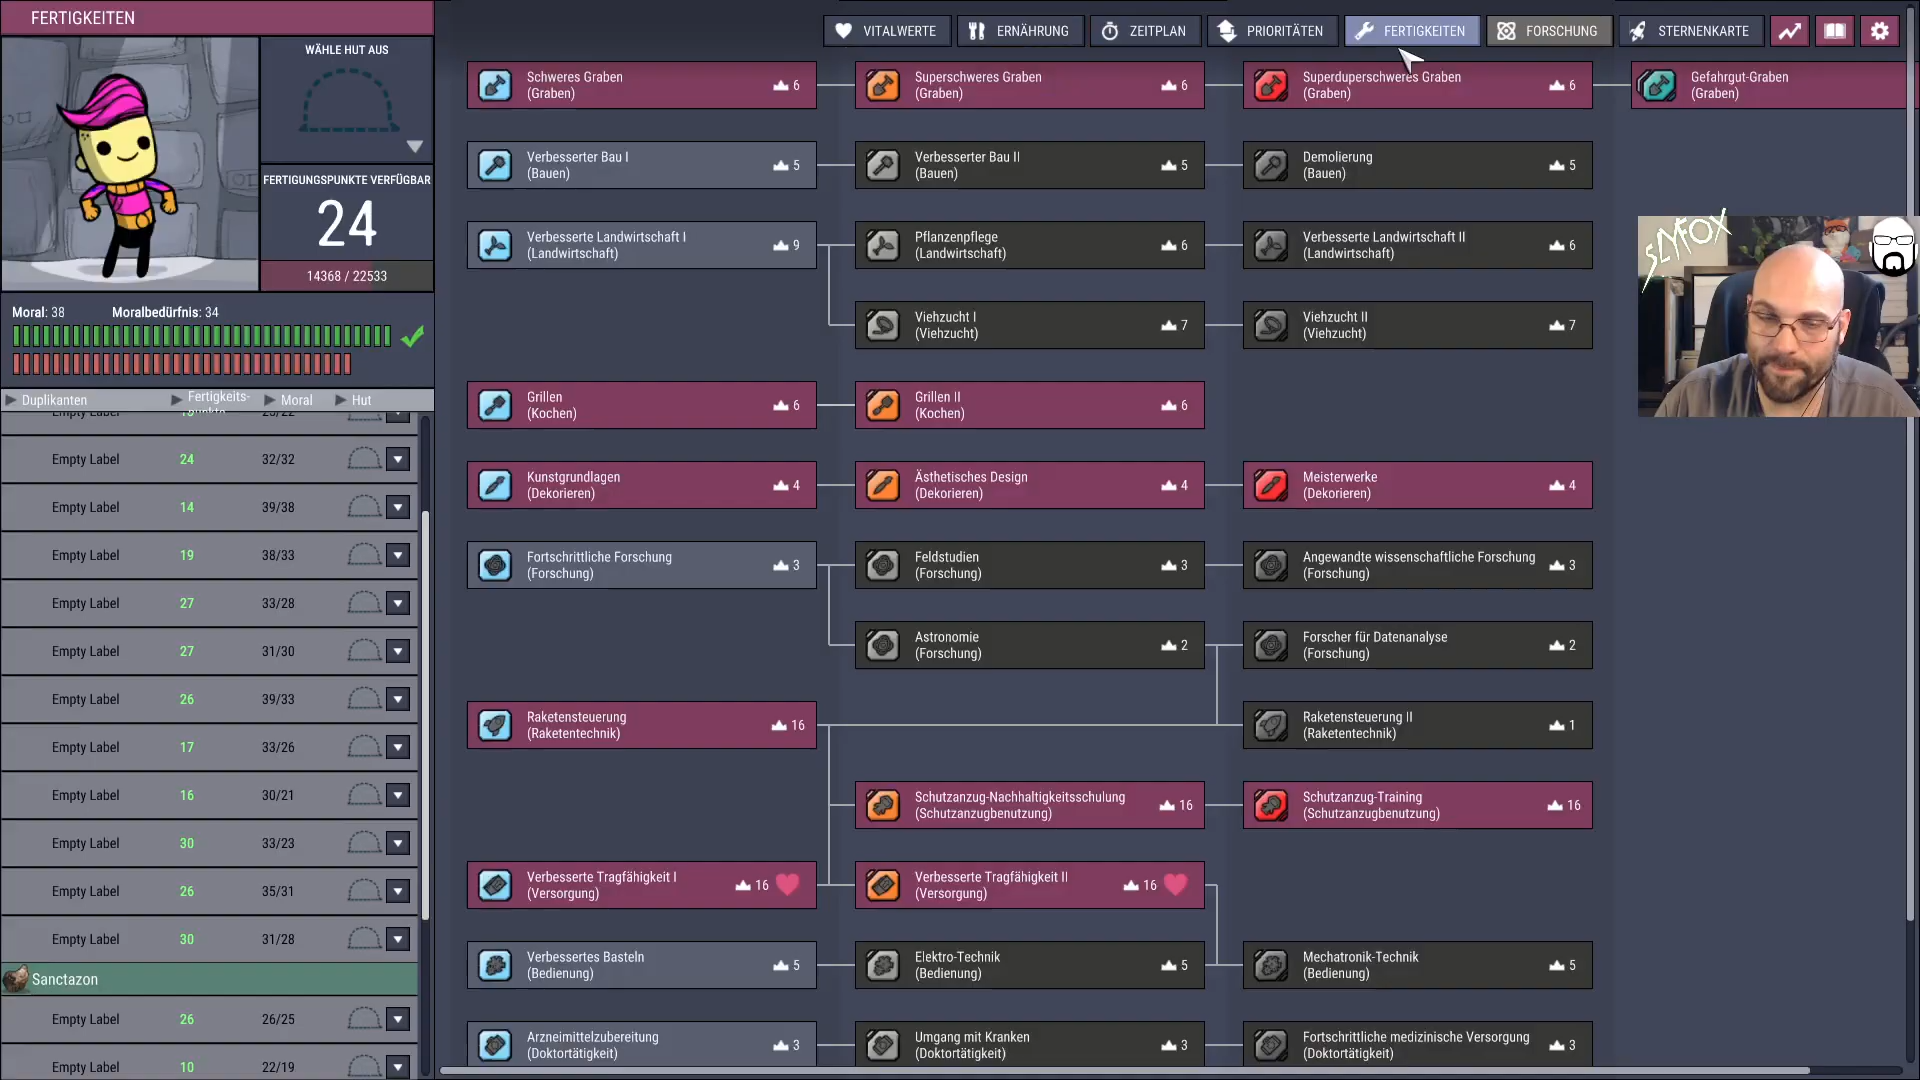 FERTIGKEITEN
VITALWERTE
ERNÄHRUNG
ZEITPLAN
PRIORITÄTEN
FERTIGKEITEN
FORSCHUNG
STERNENKARTE
WÄHLE HUT AUS
FERTIGUNGSPUNKTE VERFÜGBAR
24
14368 / 22533
Moral: 38 Moralbedürfnis: 34
Duplikanten
Fertigkeits-
Moral
Hut
Empty Label 24 32/32
Empty Label 14 39/38
Empty Label 19 38/33
Empty Label 27 33/28
Empty Label 27 31/30
Empty Label 26 39/33
Empty Label 17 33/26
Empty Label 16 30/21
Empty Label 30 33/23
Empty Label 26 35/31
Empty Label 30 31/28
Sanctazon
Empty Label 26 26/25
Empty Label 10 22/19
Schweres Graben
(Graben)
6
Superschweres Graben
(Graben)
6
Superduperschweres Graben
(Graben)
6
Gefahrgut-Graben
(Graben)
Verbesserter Bau I
(Bauen)
5
Verbesserter Bau II
(Bauen)
5
Demolierung
(Bauen)
5
Verbesserte Landwirtschaft I
(Landwirtschaft)
9
Pflanzenpflege
(Landwirtschaft)
6
Verbesserte Landwirtschaft II
(Landwirtschaft)
6
Viehzucht I
(Viehzucht)
7
Viehzucht II
(Viehzucht)
7
Grillen
(Kochen)
6
Grillen II
(Kochen)
6
Kunstgrundlagen
(Dekorieren)
4
Ästhetisches Design
(Dekorieren)
4
Meisterwerke
(Dekorieren)
4
Fortschrittliche Forschung
(Forschung)
3
Feldstudien
(Forschung)
3
Angewandte wissenschaftliche Forschung
(Forschung)
3
Astronomie
(Forschung)
2
Forscher für Datenanalyse
(Forschung)
2
Raketensteuerung
(Raketentechnik)
16
Raketensteuerung II
(Raketentechnik)
1
Schutzanzug-Nachhaltigkeitsschulung
(Schutzanzugbenutzung)
16
Schutzanzug-Training
(Schutzanzugbenutzung)
16
Verbesserte Tragfähigkeit I
(Versorgung)
16
Verbesserte Tragfähigkeit II
(Versorgung)
16
Verbessertes Basteln
(Bedienung)
5
Elektro-Technik
(Bedienung)
5
Mechatronik-Technik
(Bedienung)
5
Arzneimittelzubereitung
(Doktortätigkeit)
3
Umgang mit Kranken
(Doktortätigkeit)
3
Fortschrittliche medizinische Versorgung
(Doktortätigkeit)
3